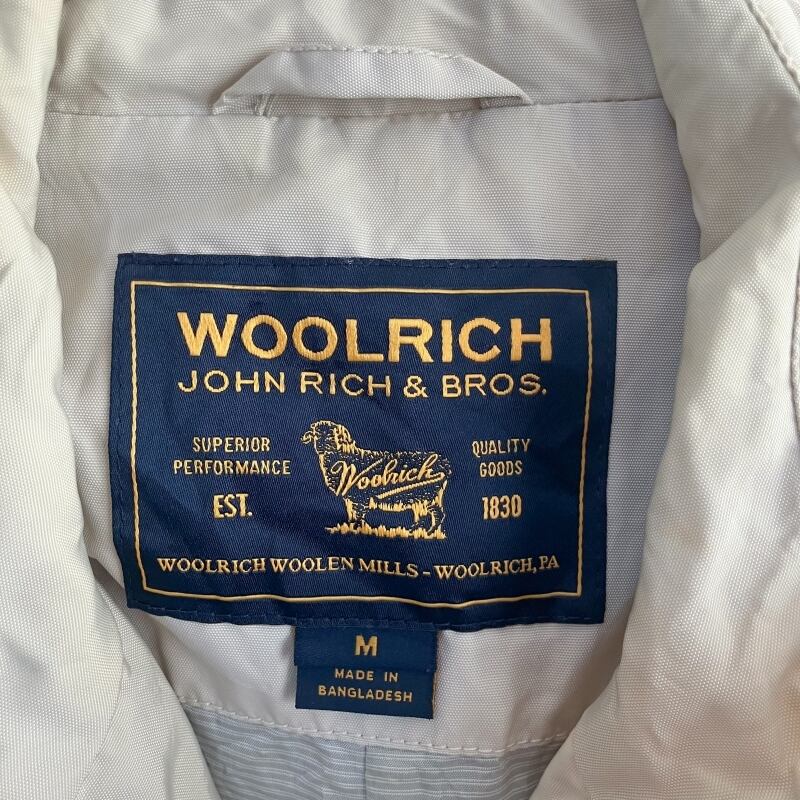 WOOLRICH
JOHN RICH & BROS.
SUPERIOR
PERFORMANCE
EST.
Woolrich
QUALITY
GOODS
1830
WOOLRICH WOOLEN MILLS - WOOLRICH, PA
M
MADE IN
BANGLADESH